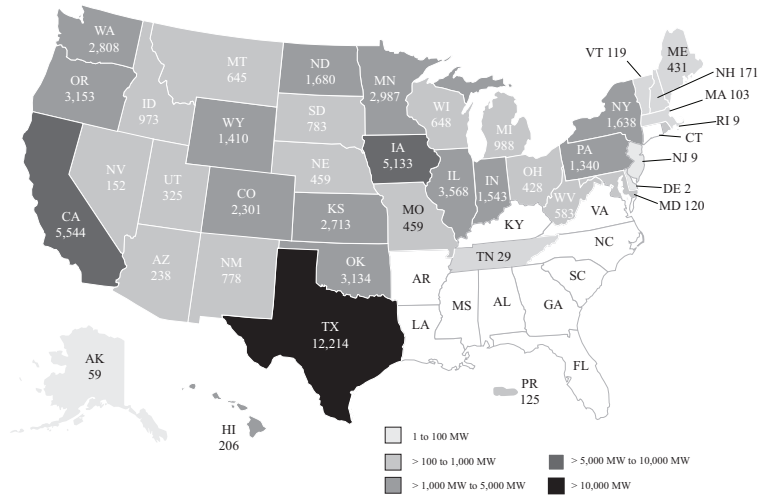 WA
2,808
OR
3,153
CA
5,544
NV
152
ID
973
MT
645
WY
1,410
UT
325
AZ
238
CO
2,301
NM
778
ND
1,680
SD
783
NE
459
KS
2,713
OK
3,134
TX
12,214
MN
2,987
IA
5,133
MO
459
AR
LA
WI
648
IL
3,568
MI
988
IN
1,543
OH
428
KY
TN 29
MS
AL
GA
FL
SC
NC
VA
WV
583
PA
1,340
NY
1,638
VT 119
ME
431
NH 171
MA 103
RI 9
CT
NJ 9
DE 2
MD 120
AK
59
HI
206
PR
125
1 to 100 MW
> 100 to 1,000 MW
> 1,000 MW to 5,000 MW
> 5,000 MW to 10,000 MW
> 10,000 MW